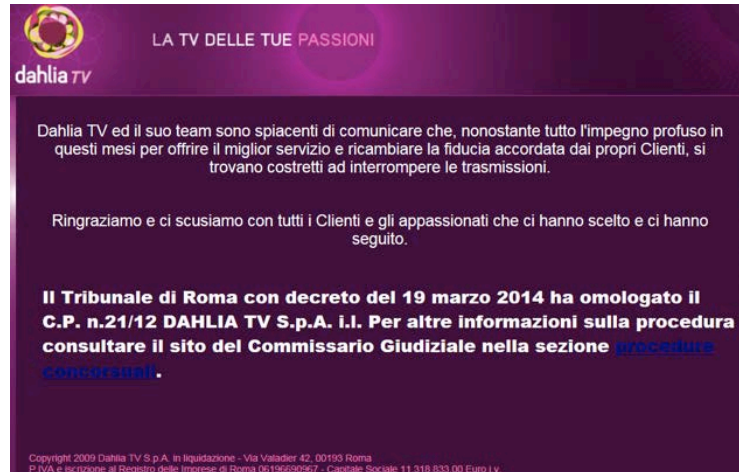 LA TV DELLE TUE PASSIONI
dahlia TV
Dahlia TV ed il suo team sono spiacenti di comunicare che, nonostante tutto l'impegno profuso in
questi mesi per offrire il miglior servizio e ricambiare la fiducia accordata dai propri Clienti, si
trovano costretti ad interrompere le trasmissioni.
Ringraziamo e ci scusiamo con tutti i Clienti e gli appassionati che ci hanno scelto e ci hanno
seguito.
Il Tribunale di Roma con decreto del 19 marzo 2014 ha omologato il
C.P. n.21/12 DAHLIA TV S.p.A. i.l. Per altre informazioni sulla procedura
consultare il sito del Commissario Giudiziale nella sezione procedure
concorsuali.
Copyright 2009 Dahlia TV S.p.A. in liquidazione - Via Valadier 42, 00193 Roma
P.IVA e iscrizione al Registro delle Imprese di Roma 06196690967 - Capitale Sociale 11.318.833,00 Euro i.v.